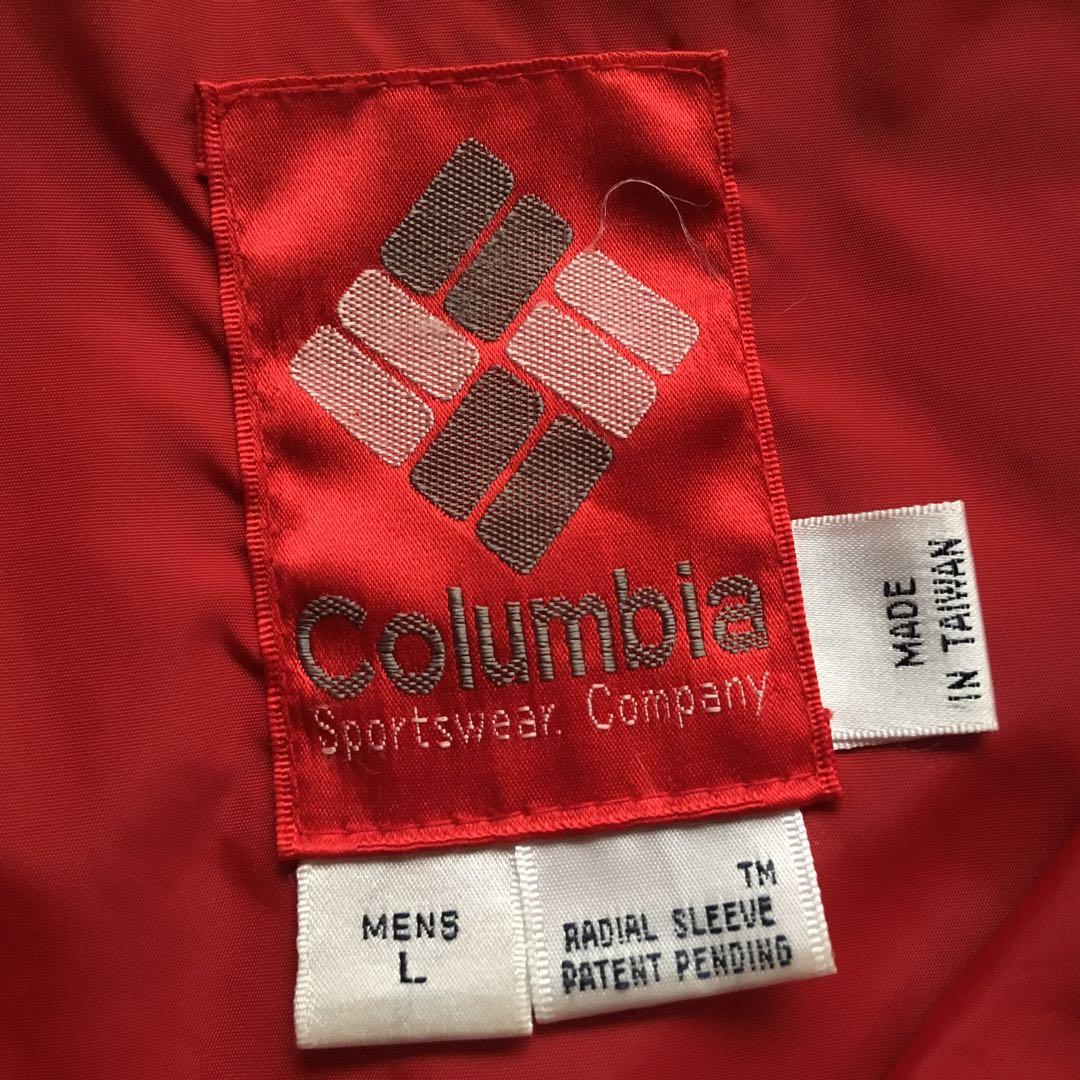 Columbia
Sportswear Company
MADE
IN TAIWAN
MENS
L
TM
RADIAL SLEEVE
PATENT PENDING